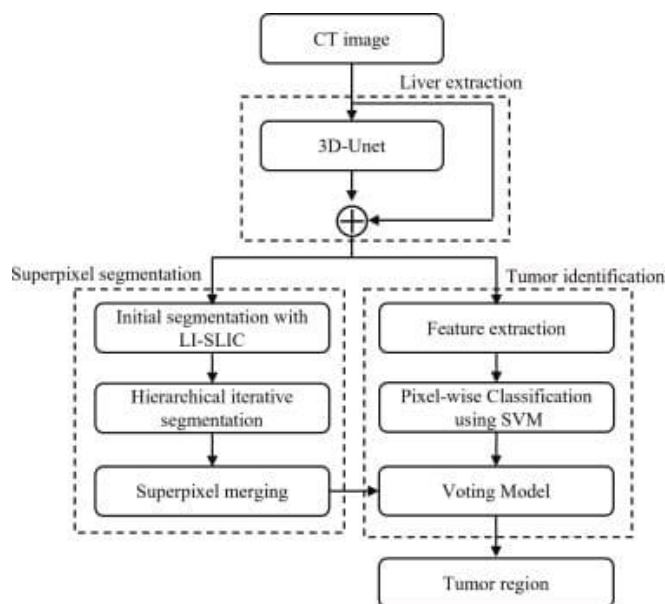 CT image
Liver extraction
3D-Unet
Superpixel segmentation
Tumor identification
Initial segmentation with
LI-SLIC
Feature extraction
Hierarchical iterative
segmentation
Pixel-wise Classification
using SVM
Superpixel merging
Voting Model
Tumor region